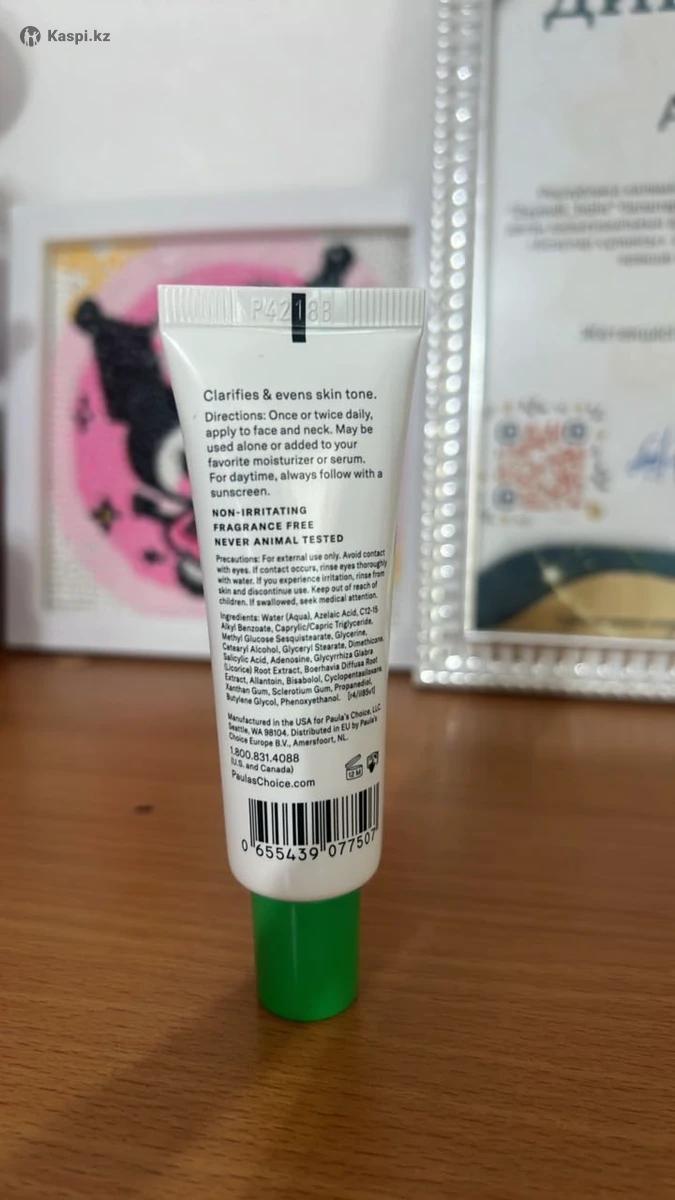 Kaspi.kz
P42188
Clarifies & evens skin tone.
Directions: Once or twice daily,
apply to face and neck. May be
used alone or added to your
favorite moisturizer or serum.
For daytime, always follow with a
sunscreen.
NON-IRRITATING
FRAGRANCE FREE
NEVER ANIMAL TESTED
Precautions: For external use only. Avoid contact
with eyes. If contact occurs, rinse eyes thoroughly
with water. If you experience irritation, rinse from
skin and discontinue use. Keep out of reach of
children. If swallowed, seek medical attention.
Ingredients: Water (Aqua), Azelaic Acid, C12-15
Alkyl Benzoate, Caprylic/Capric Triglyceride,
Methyl Glucose Sesquistearate, Glycerine,
Cetearyl Alcohol, Glyceryl Stearate, Dimethicone,
Salicylic Acid, Adenosine, Glycyrrhiza Glabra
(Licorice) Root Extract, Boerhavia Diffusa Root
Extract, Allantoin, Bisabolol, Cyclopentasiloxane,
Xanthan Gum, Sclerotium Gum, Propanediol,
Butylene Glycol, Phenoxyethanol.
Manufactured in the USA for Paula's Choice, LLC
Seattle, WA 98104. Distributed in EU by Paula's
Choice Europe B.V., Amersfoort, NL.
1.800.831.4088
(U.S. and Canada)
PaulasChoice.com
12 M
0 655439 077507